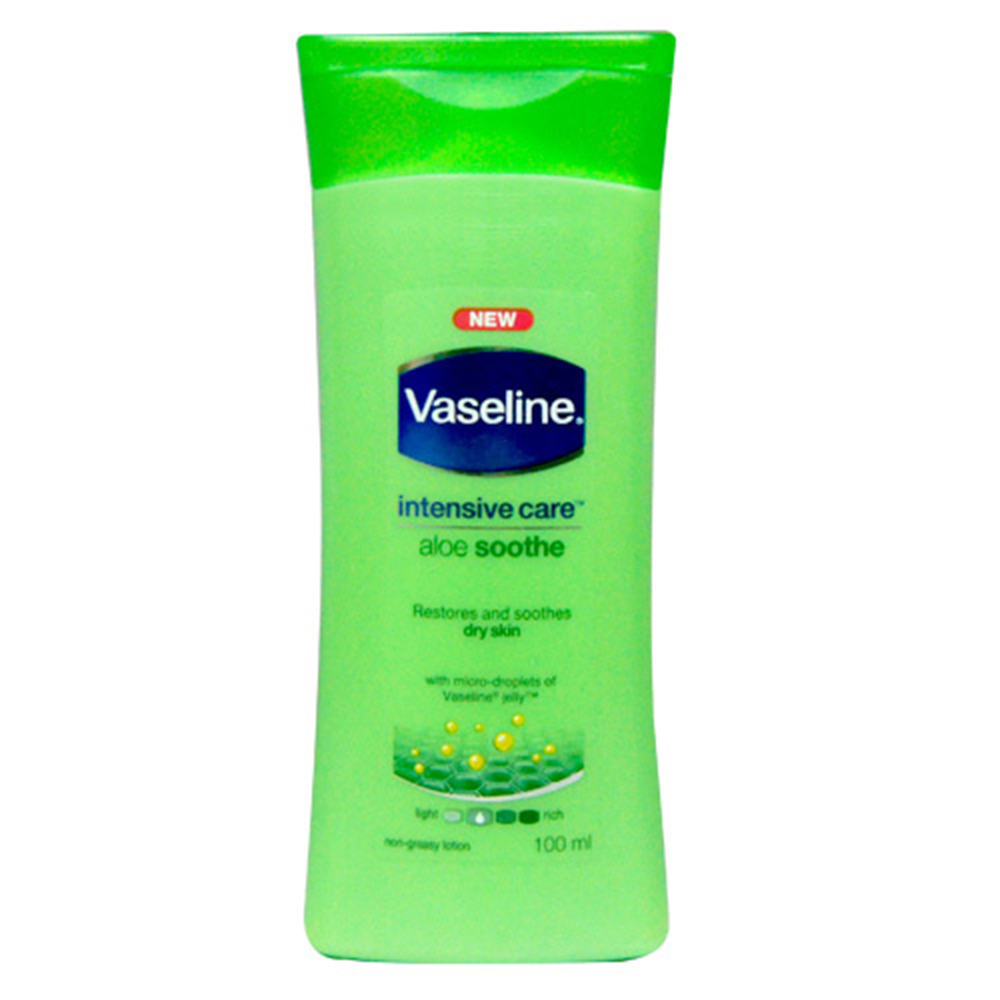 NEW
Vaseline®
intensive care™
aloe soothe
Restores and soothes
dry skin
with micro-droplets of
Vaseline® jelly™
light rich
non-greasy lotion 100 ml